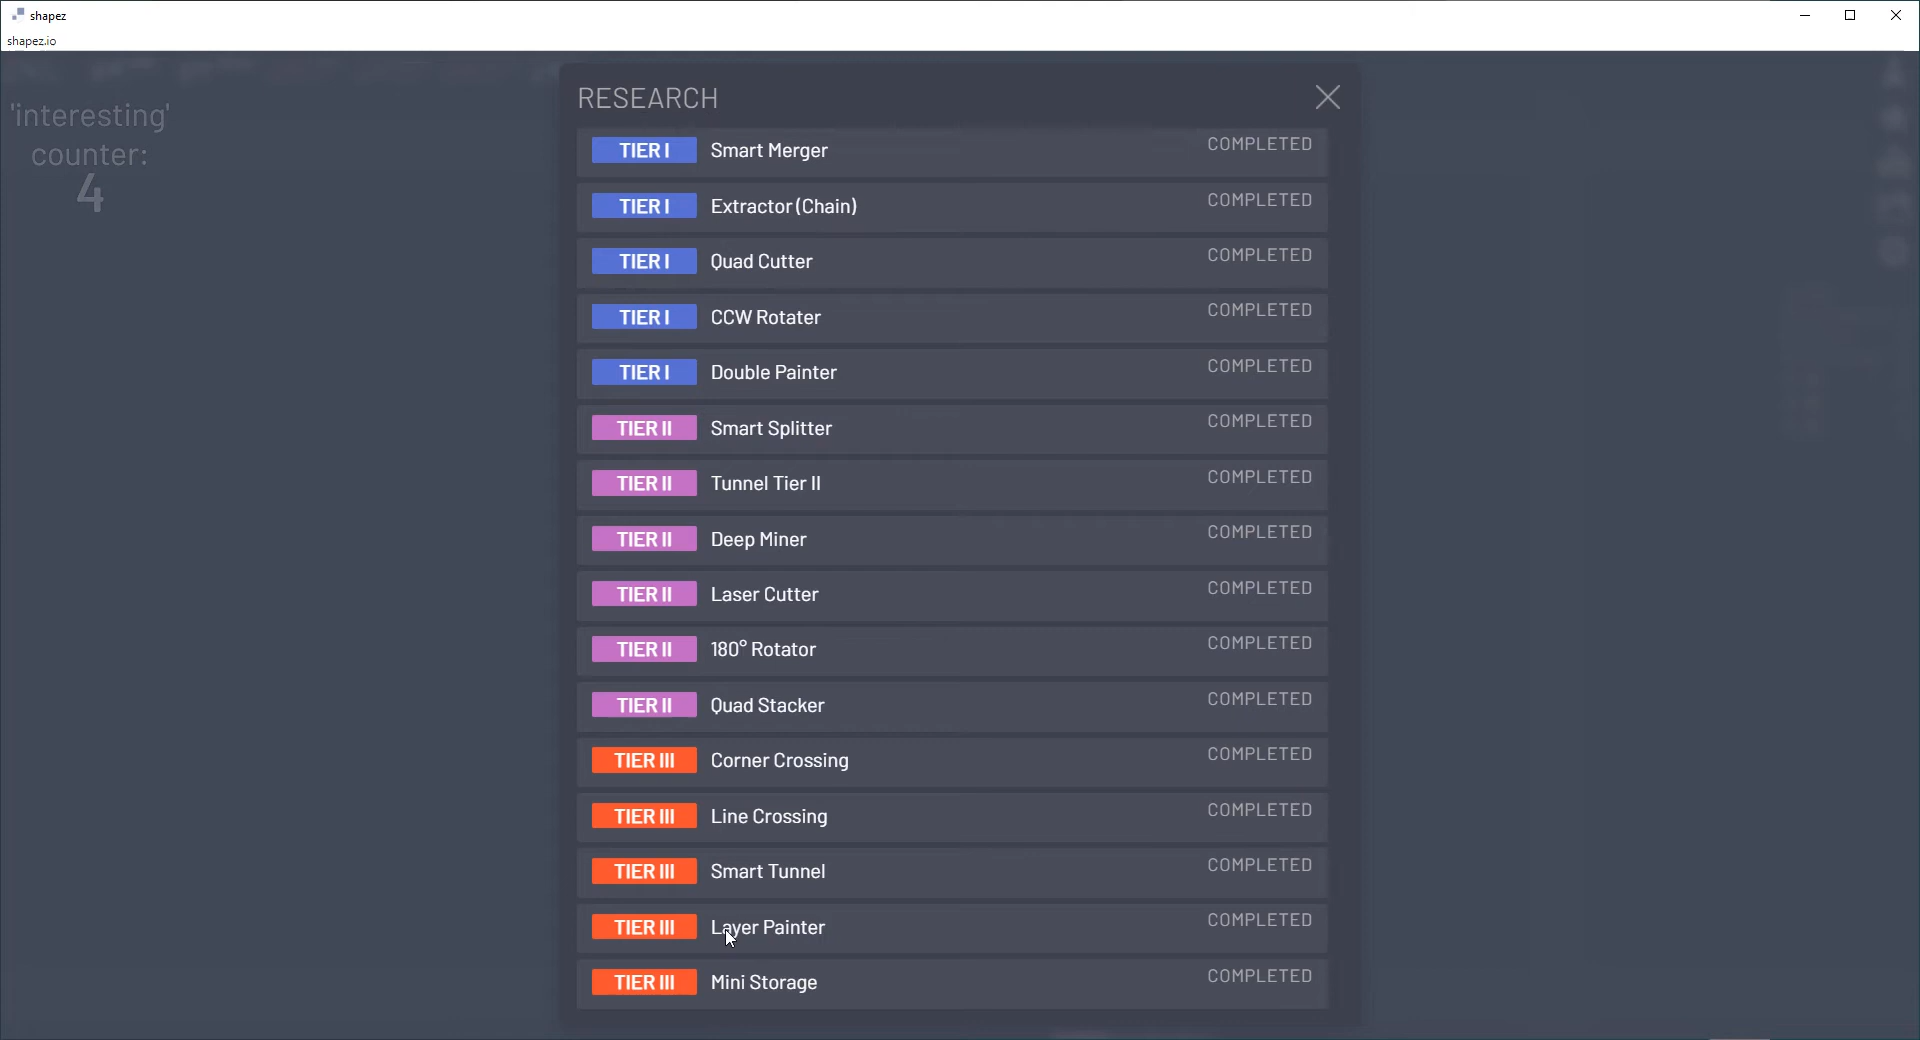 shapez
shapez.io
'interesting'
counter:
4
RESEARCH
TIER I Smart Merger COMPLETED
TIER I Extractor (Chain) COMPLETED
TIER I Quad Cutter COMPLETED
TIER I CCW Rotater COMPLETED
TIER I Double Painter COMPLETED
TIER II Smart Splitter COMPLETED
TIER II Tunnel Tier II COMPLETED
TIER II Deep Miner COMPLETED
TIER II Laser Cutter COMPLETED
TIER II 180° Rotator COMPLETED
TIER II Quad Stacker COMPLETED
TIER III Corner Crossing COMPLETED
TIER III Line Crossing COMPLETED
TIER III Smart Tunnel COMPLETED
TIER III Layer Painter COMPLETED
TIER III Mini Storage COMPLETED